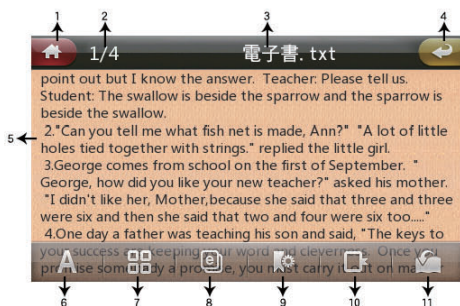 1 2 3 4
1/4 電子書. txt
point out but I know the answer. Teacher: Please tell us.
Student: The swallow is beside the sparrow and the sparrow is
beside the swallow.
2."Can you tell me what fish net is made, Ann?" "A lot of little
5
holes tied together with strings." replied the little girl.
3.George comes from school on the first of September. "
George, how did you like your new teacher?" asked his mother.
"I didn't like her, Mother,because she said that three and three
were six and then she said that two and four were six too....."
4.One day a father was teaching his son and said, "The keys to
your success are keeping your word and cleverness. Once you
promise somebody a promise, you must carry it out no
A e
6 7 8 9 10 11